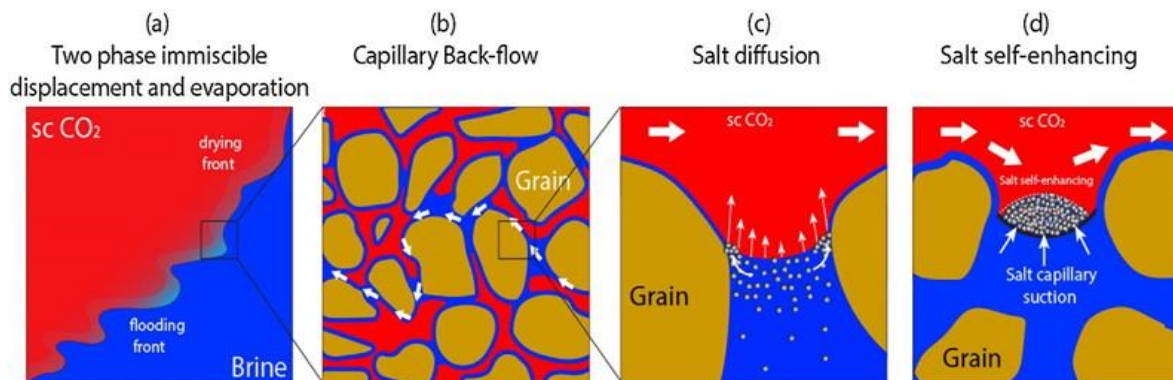 (a)
Two phase immiscible
displacement and evaporation
sc CO₂
drying
front
flooding
front
Brine
(b)
Capillary Back-flow
Grain
(c)
Salt diffusion
sc CO₂
Grain
(d)
Salt self-enhancing
sc CO₂
Salt self-enhancing
Salt capillary
suction
Grain